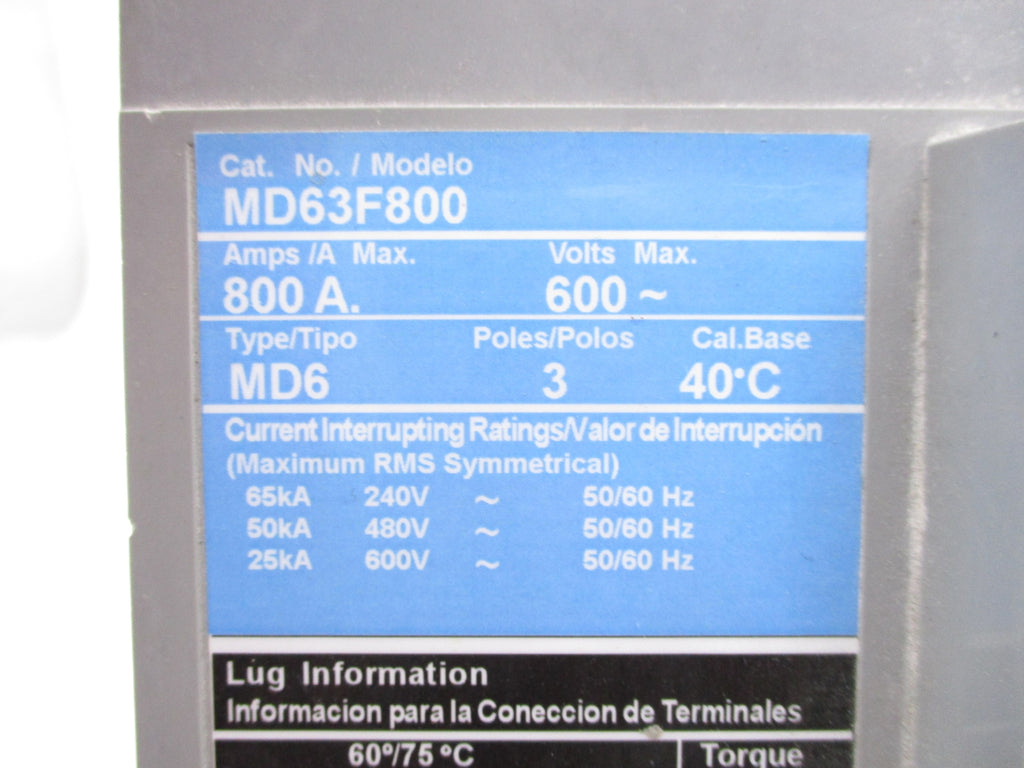 Cat. No. / Modelo
MD63F800
Amps /A Max. Volts Max.
800 A. 600 ~
Type/Tipo Poles/Polos Cal.Base
MD6 3 40°C
Current Interrupting Ratings/Valor de Interrupción
(Maximum RMS Symmetrical)
65kA 240V ~ 50/60 Hz
50kA 480V ~ 50/60 Hz
25kA 600V ~ 50/60 Hz
Lug Information
Informacion para la Coneccion de Terminales
60º/75 ºC Torque